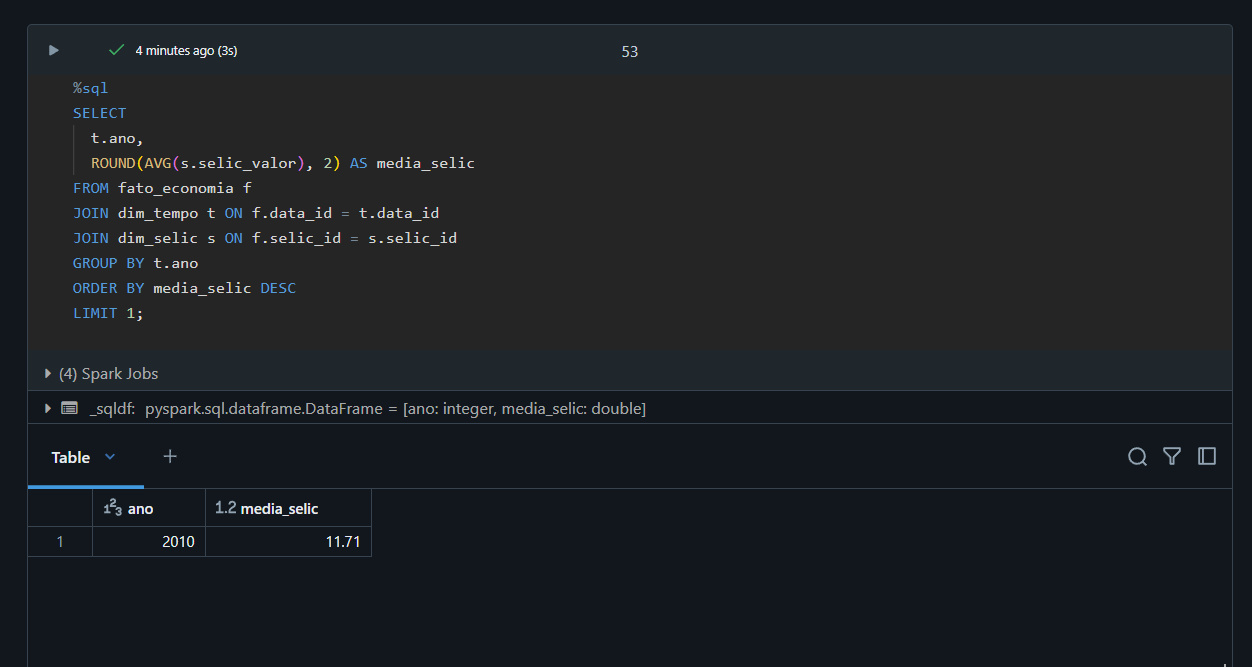 4 minutes ago (3s)
53
%sql
SELECT
t.ano,
ROUND(AVG(s.selic_valor), 2) AS media_selic
FROM fato_economia f
JOIN dim_tempo t ON f.data_id = t.data_id
JOIN dim_selic s ON f.selic_id = s.selic_id
GROUP BY t.ano
ORDER BY media_selic DESC
LIMIT 1;
(4) Spark Jobs
_sqldf: pyspark.sql.dataframe.DataFrame = [ano: integer, media_selic: double]
Table
123 ano 1.2 media_selic
1 2010 11.71